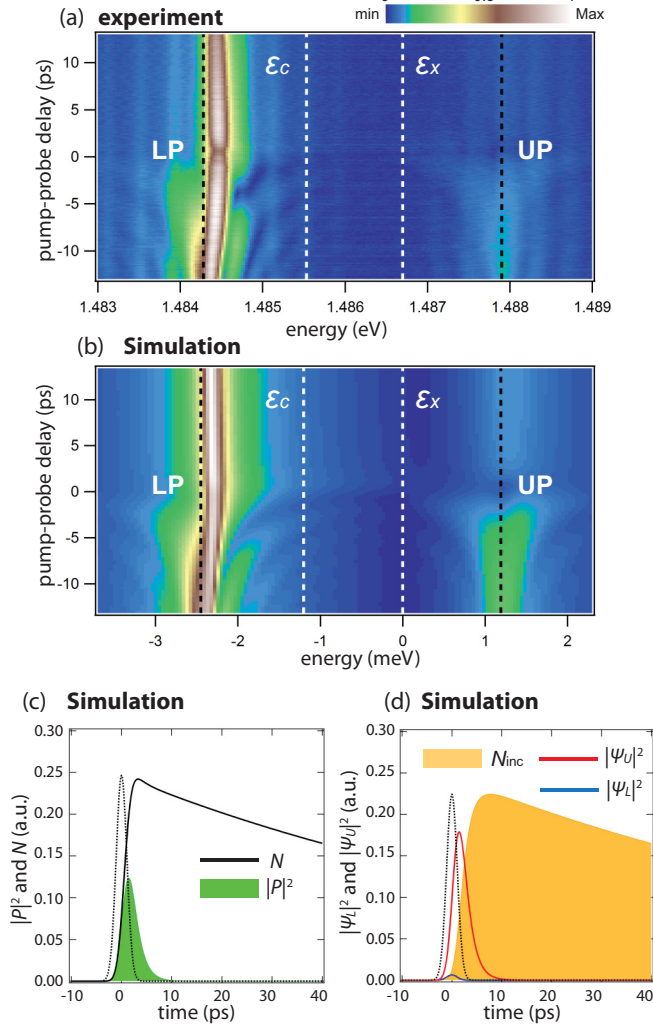 min Max
(a) experiment
pump-probe delay (ps)
10
5
0
-5
-10
LP
εc
εx
UP
1.483 1.484 1.485 1.486 1.487 1.488 1.489
energy (eV)
(b) Simulation
pump-probe delay (ps)
10
5
0
-5
-10
LP
εc
εx
UP
-3 -2 -1 0 1 2
energy (meV)
(c) Simulation
|P|² and N (a.u.)
0.30
0.25
0.20
0.15
0.10
0.05
0.00
N
|P|²
-10 0 10 20 30 40
time (ps)
(d) Simulation
|ΨL|² and |ΨU|² (a.u.)
0.30
0.25
0.20
0.15
0.10
0.05
0.00
Ninc |ΨU|²
|ΨL|²
-10 0 10 20 30 40
time (ps)